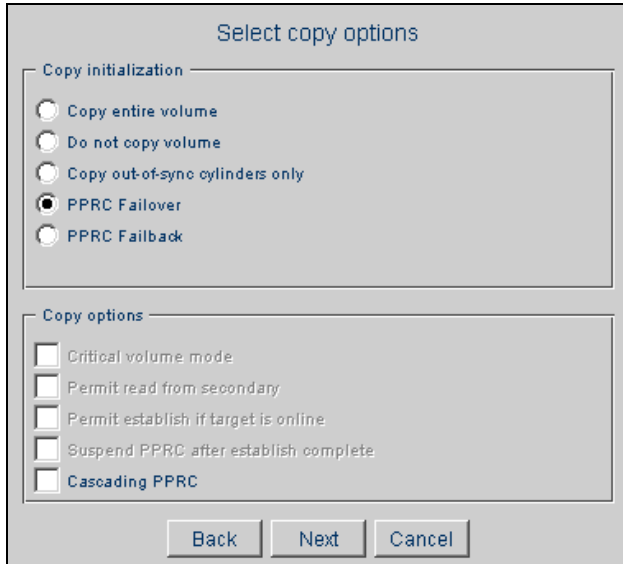 Select copy options
Copy initialization
Copy entire volume
Do not copy volume
Copy out-of-sync cylinders only
PPRC Failover
PPRC Failback
Copy options
Critical volume mode
Permit read from secondary
Permit establish if target is online
Suspend PPRC after establish complete
Cascading PPRC
Back Next Cancel